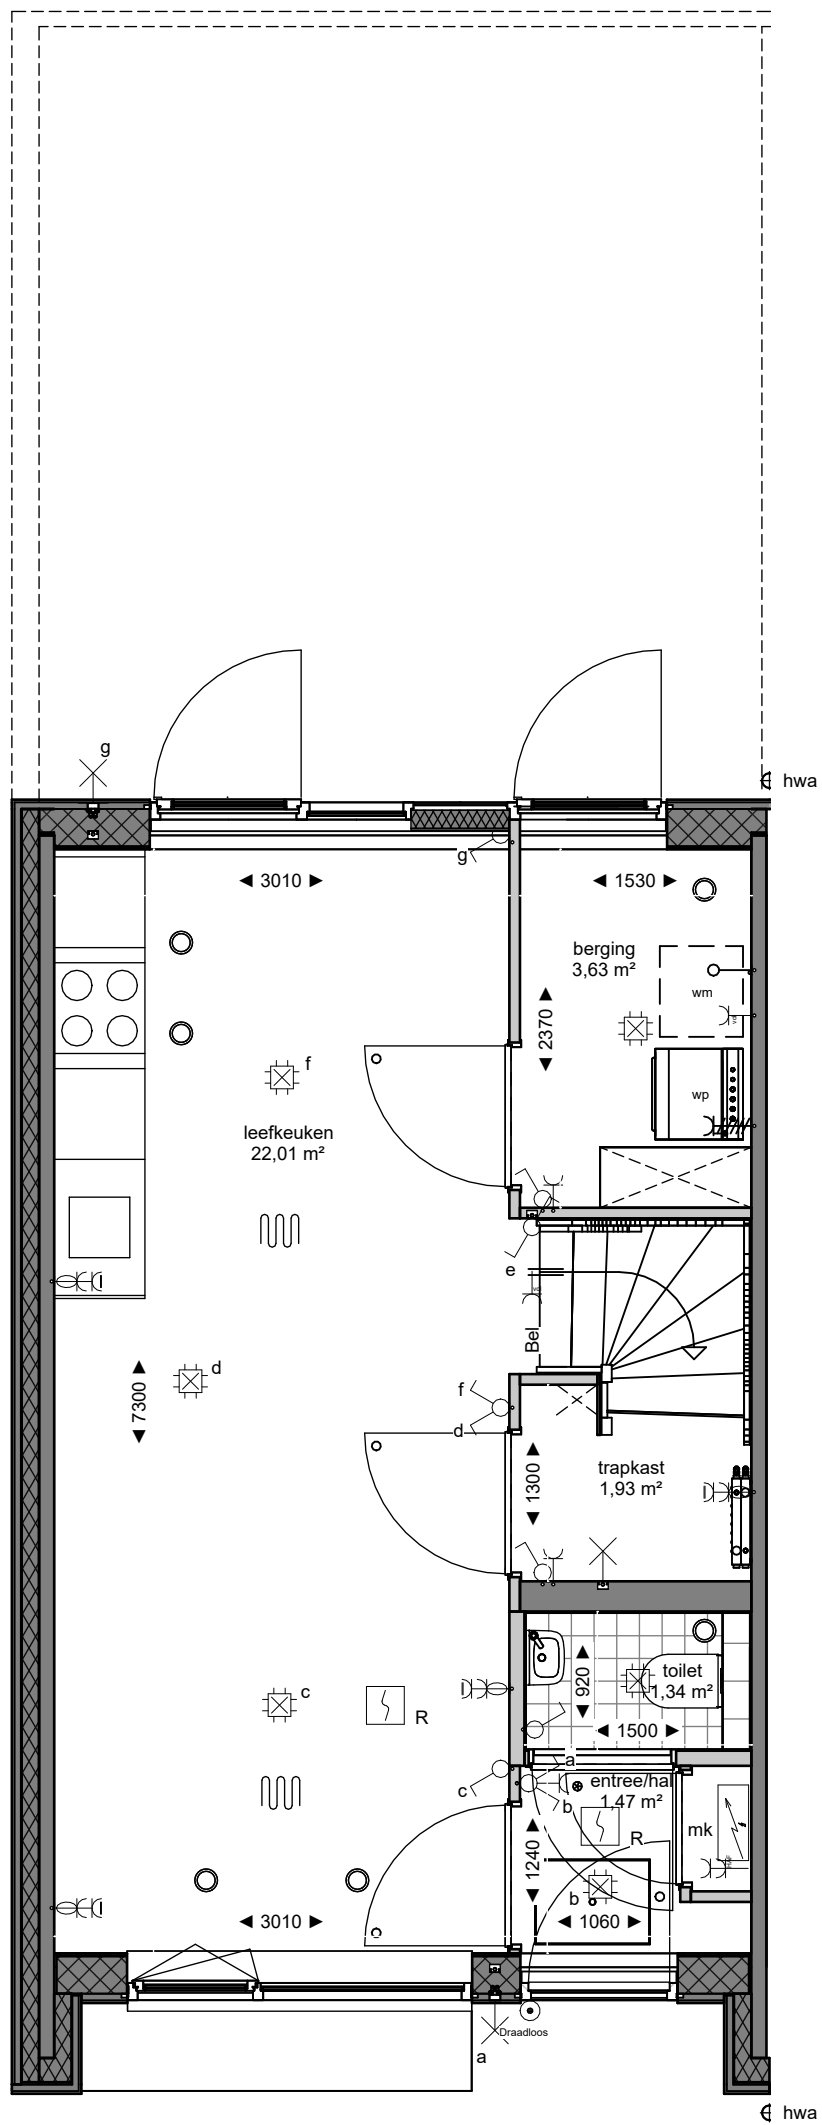 g
hwa
g
3010
1530
berging
3,63 m²
wm
2370
f
wp
leefkeuken
22,01 m²
e
Bel
d
7300
f
d
1300
trapkast
1,93 m²
c
R
920
toilet
1,34 m²
1500
a
c
b
entree/hal
1,47 m²
mk
R
1240
b
3010
1060
Draadloos
a
hwa